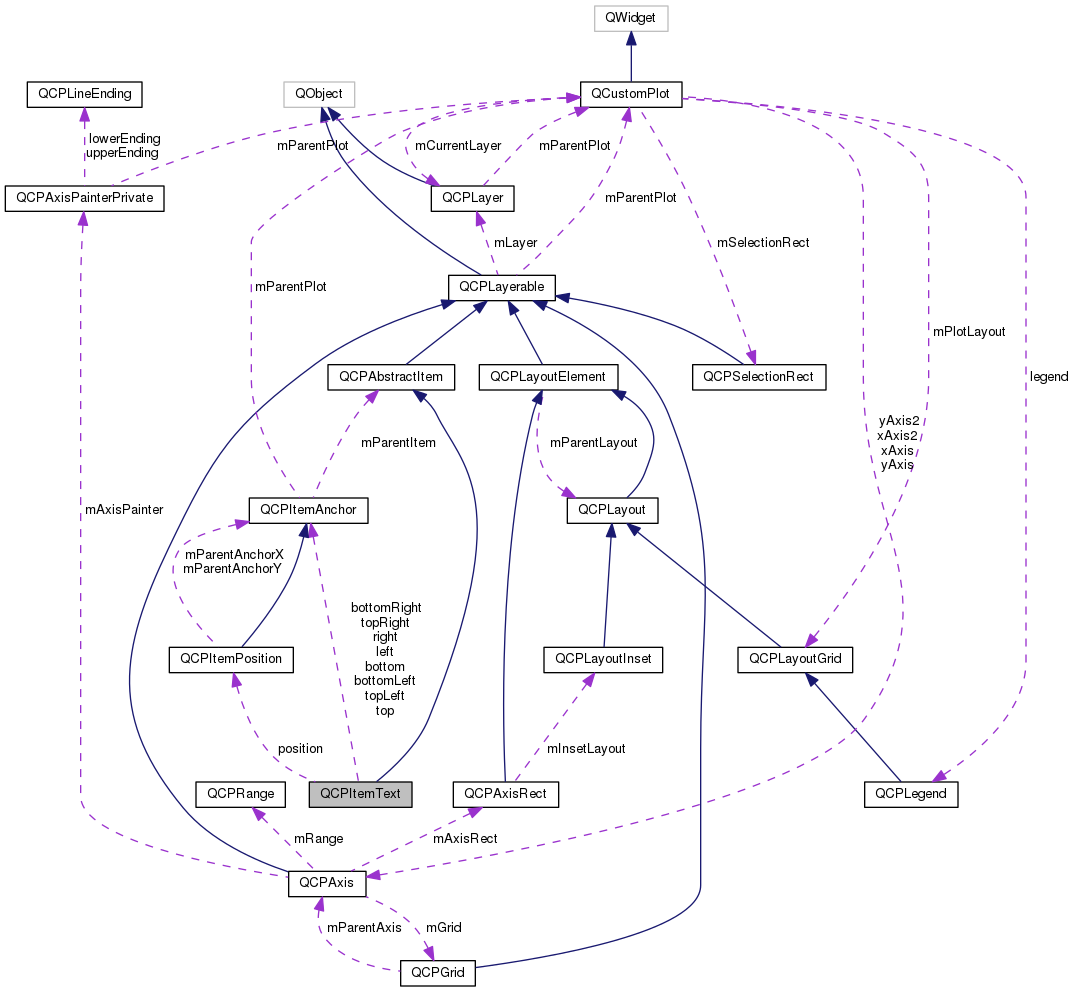 QWidget
QCPLineEnding
QObject
QCustomPlot
lowerEnding
upperEnding
mParentPlot
mCurrentLayer
mParentPlot
QCPAxisPainterPrivate
QCPLayer
mParentPlot
mLayer
mSelectionRect
mParentPlot
QCPLayerable
mPlotLayout
QCPAbstractItem
QCPLayoutElement
QCPSelectionRect
legend
yAxis2
xAxis2
xAxis
yAxis
mParentItem
mParentLayout
mAxisPainter
QCPItemAnchor
QCPLayout
mParentAnchorX
mParentAnchorY
bottomRight
topRight
right
left
bottom
bottomLeft
topLeft
top
QCPItemPosition
QCPLayoutInset
QCPLayoutGrid
position
mInsetLayout
QCPRange
QCPItemText
QCPAxisRect
QCPLegend
mRange
mAxisRect
QCPAxis
mParentAxis
mGrid
QCPGrid